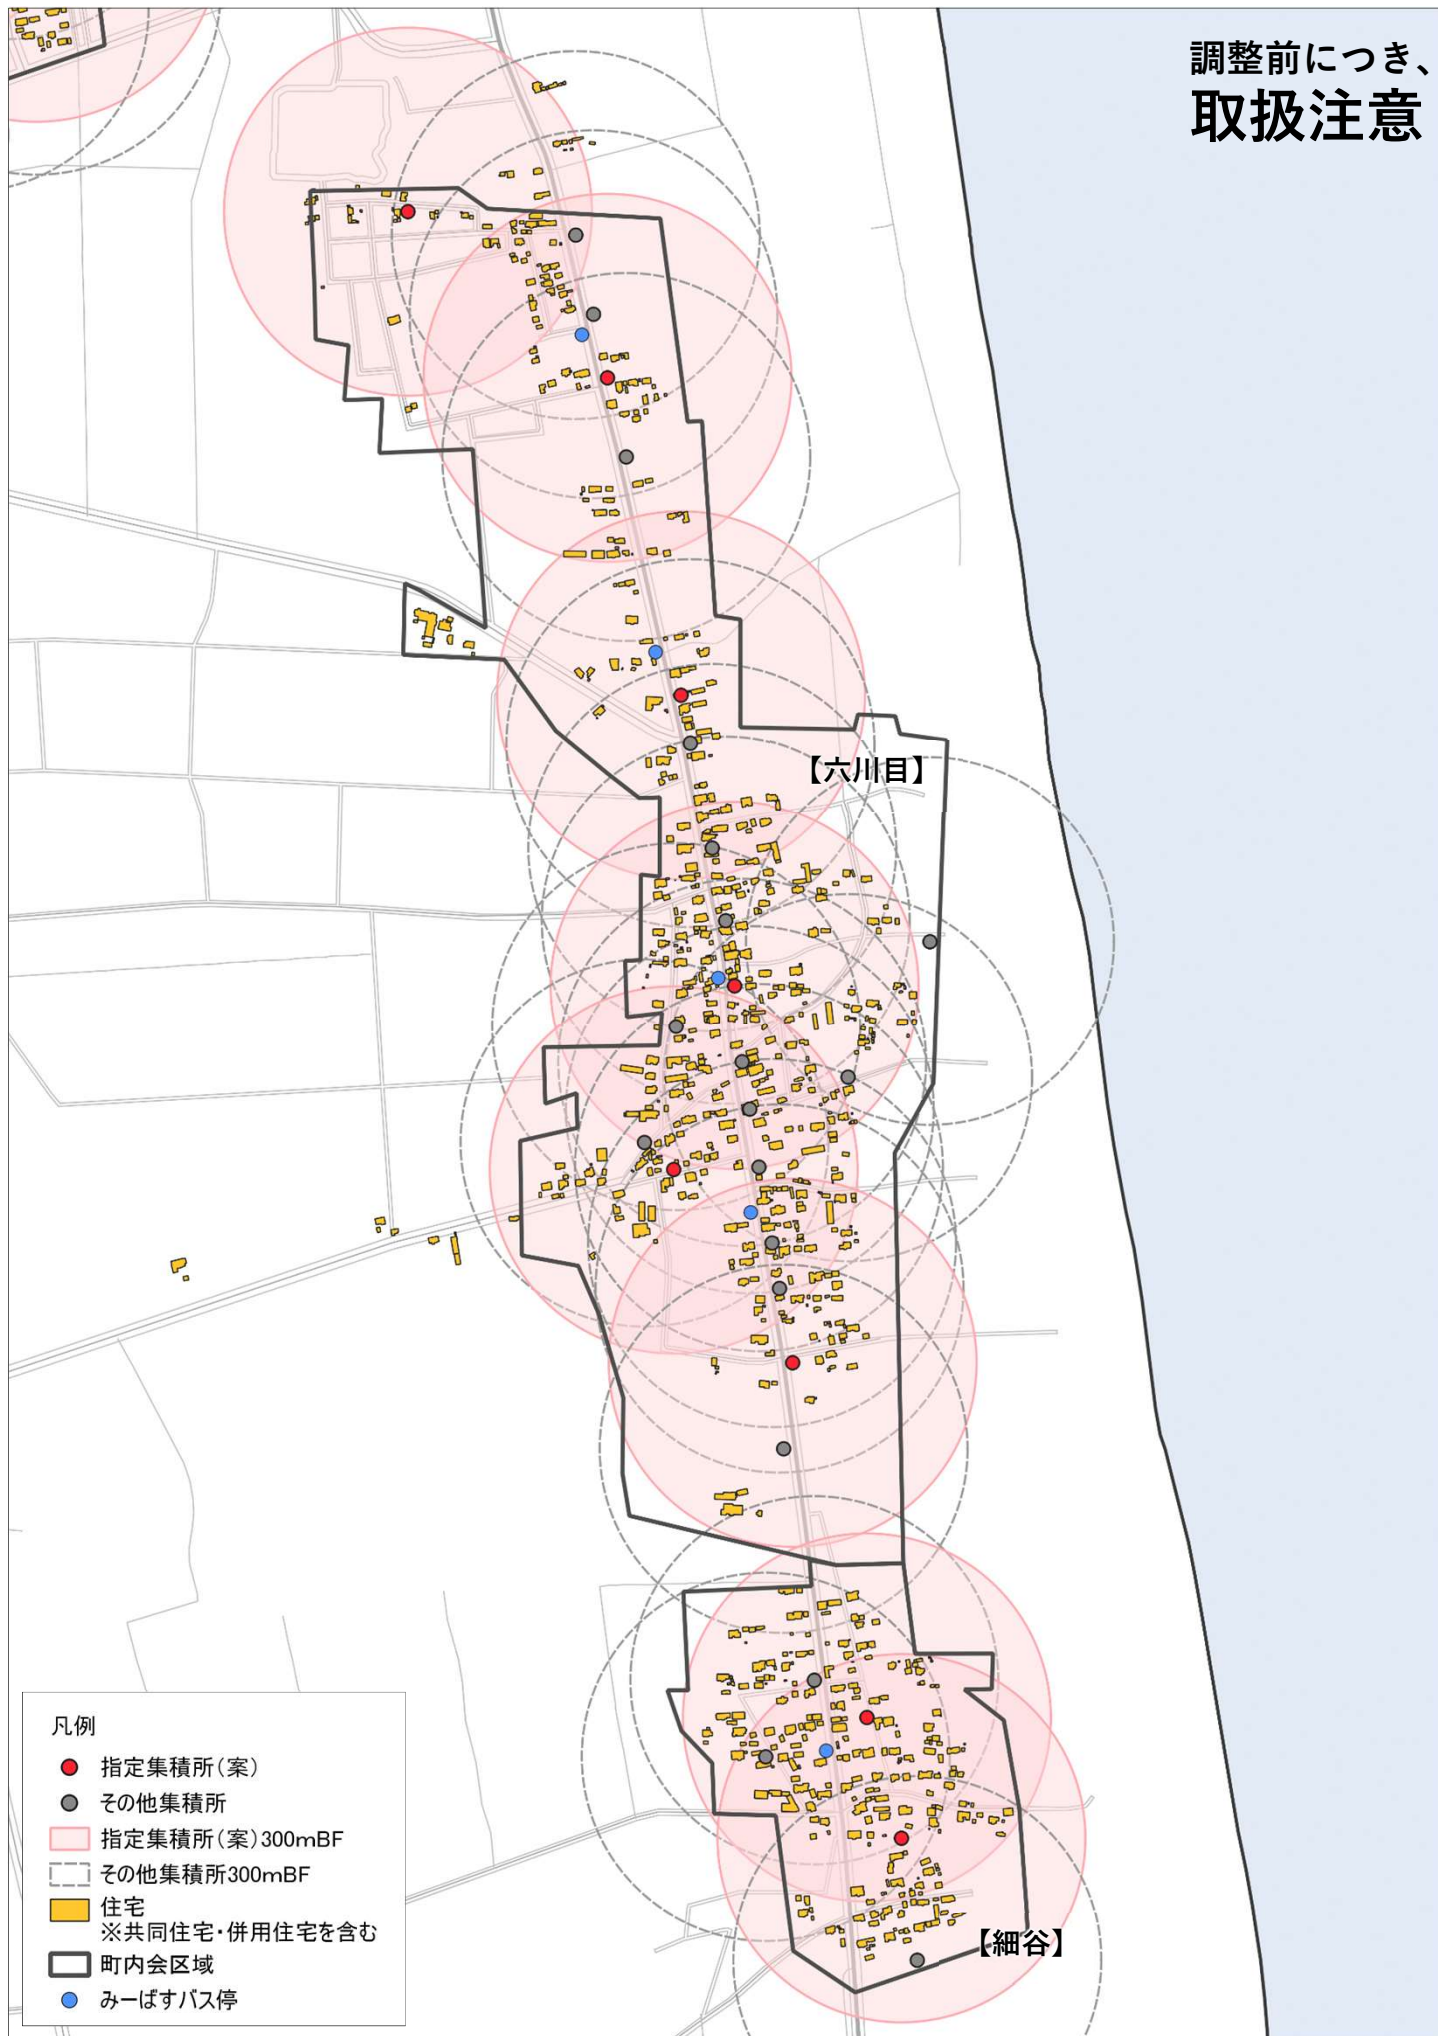 調整前につき、
取扱注意
【六川目】
【細谷】
凡例
指定集積所（案）
その他集積所
指定集積所（案）300mBF
その他集積所300mBF
住宅
※共同住宅・併用住宅を含む
町内会区域
みーばすバス停